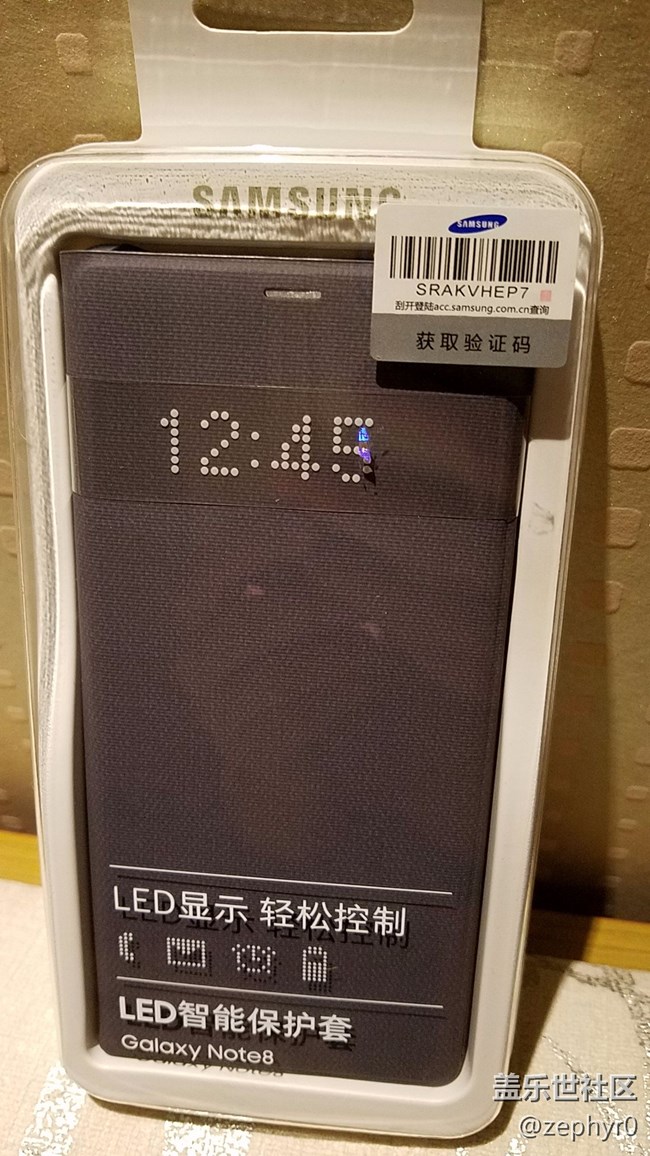 SAMSUNG
SAMSUNG
SRAKVHEP7
刮开登陆acc.samsung.com.cn查询
获取验证码
12:45
LED显示 轻松控制
LED智能保护套
Galaxy Note8
盖乐世社区
@zephyr0